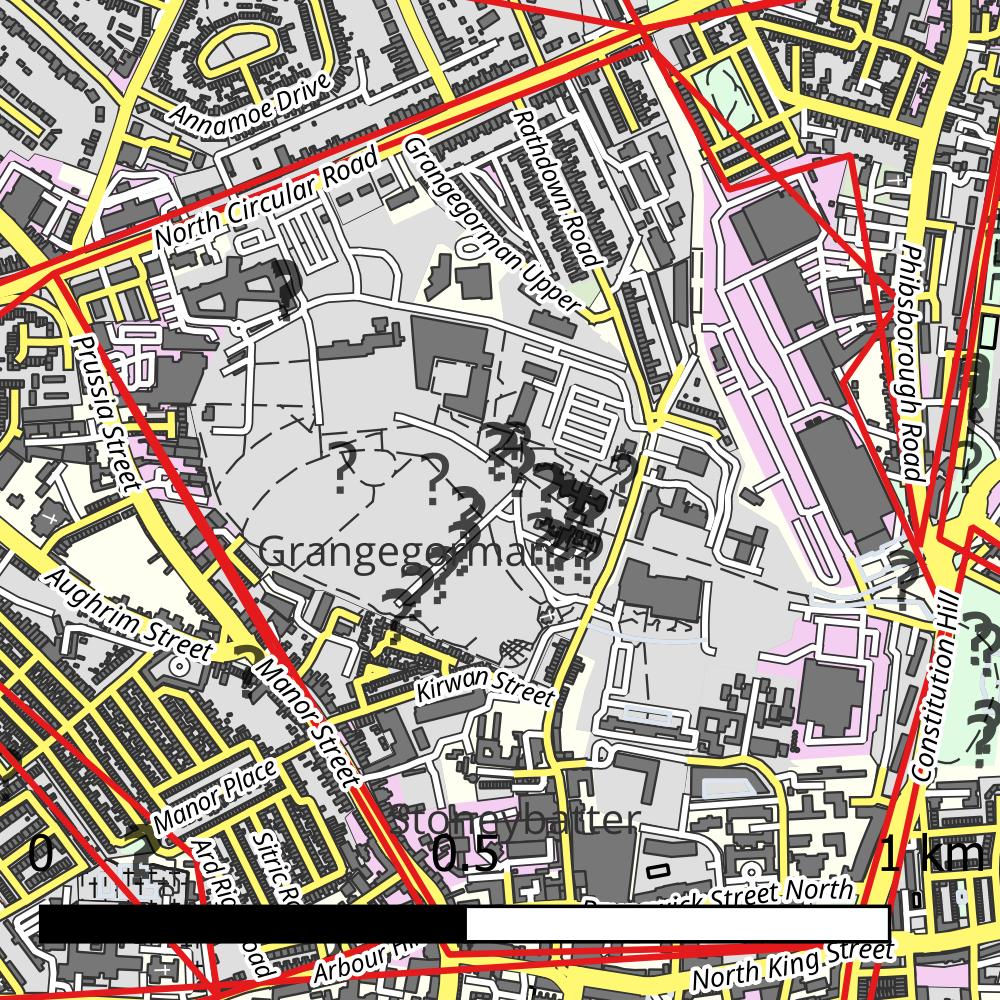 Annamoe Drive
Rathdown Road
Grangegorman Upper
North Circular Road
Phibsborough Road
Prussia Street
?
?
?
?
?
Grangegorman
Aughrim Street
Manor Street
Kirwan Street
Constitution Hill
Manor Place
Stoneybatter
Sitric Ro
Ard Ri
oad
0
0.5
1 km
Street North
Arbour Hi
North King Street